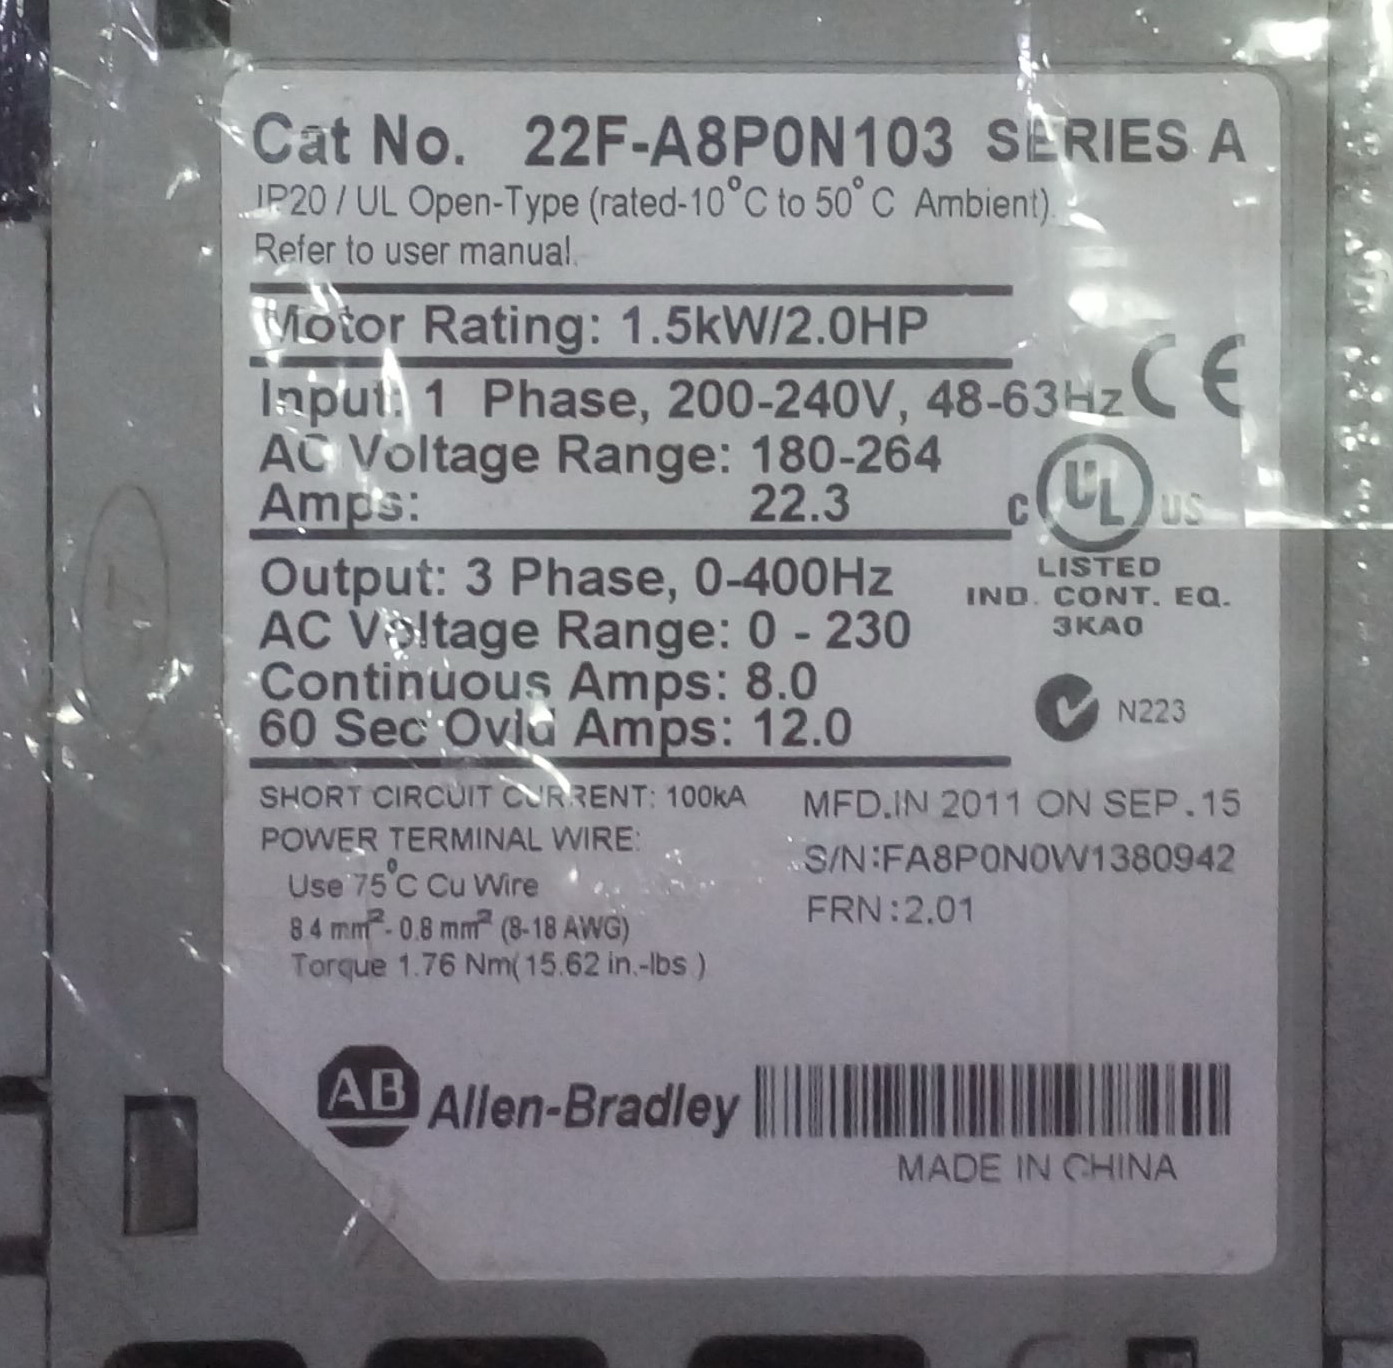 Cat No. 22F-A8P0N103 SERIES A
IP20 / UL Open-Type (rated-10°C to 50°C Ambient).
Refer to user manual.
Motor Rating: 1.5kW/2.0HP
Input: 1 Phase, 200-240V, 48-63Hz
CE
AC Voltage Range: 180-264
Amps: 22.3
C UL US
LISTED
IND. CONT. EQ.
3KA0
Output: 3 Phase, 0-400Hz
AC Voltage Range: 0 - 230
Continuous Amps: 8.0
60 Sec Ovld Amps: 12.0
N223
SHORT CIRCUIT CURRENT: 100kA
POWER TERMINAL WIRE:
Use 75°C Cu Wire
8.4 mm²- 0.8 mm² (8-18 AWG)
Torque 1.76 Nm( 15.62 in.-lbs )
MFD.IN 2011 ON SEP.15
S/N:FA8P0N0W1380942
FRN:2.01
AB Allen-Bradley
MADE IN CHINA